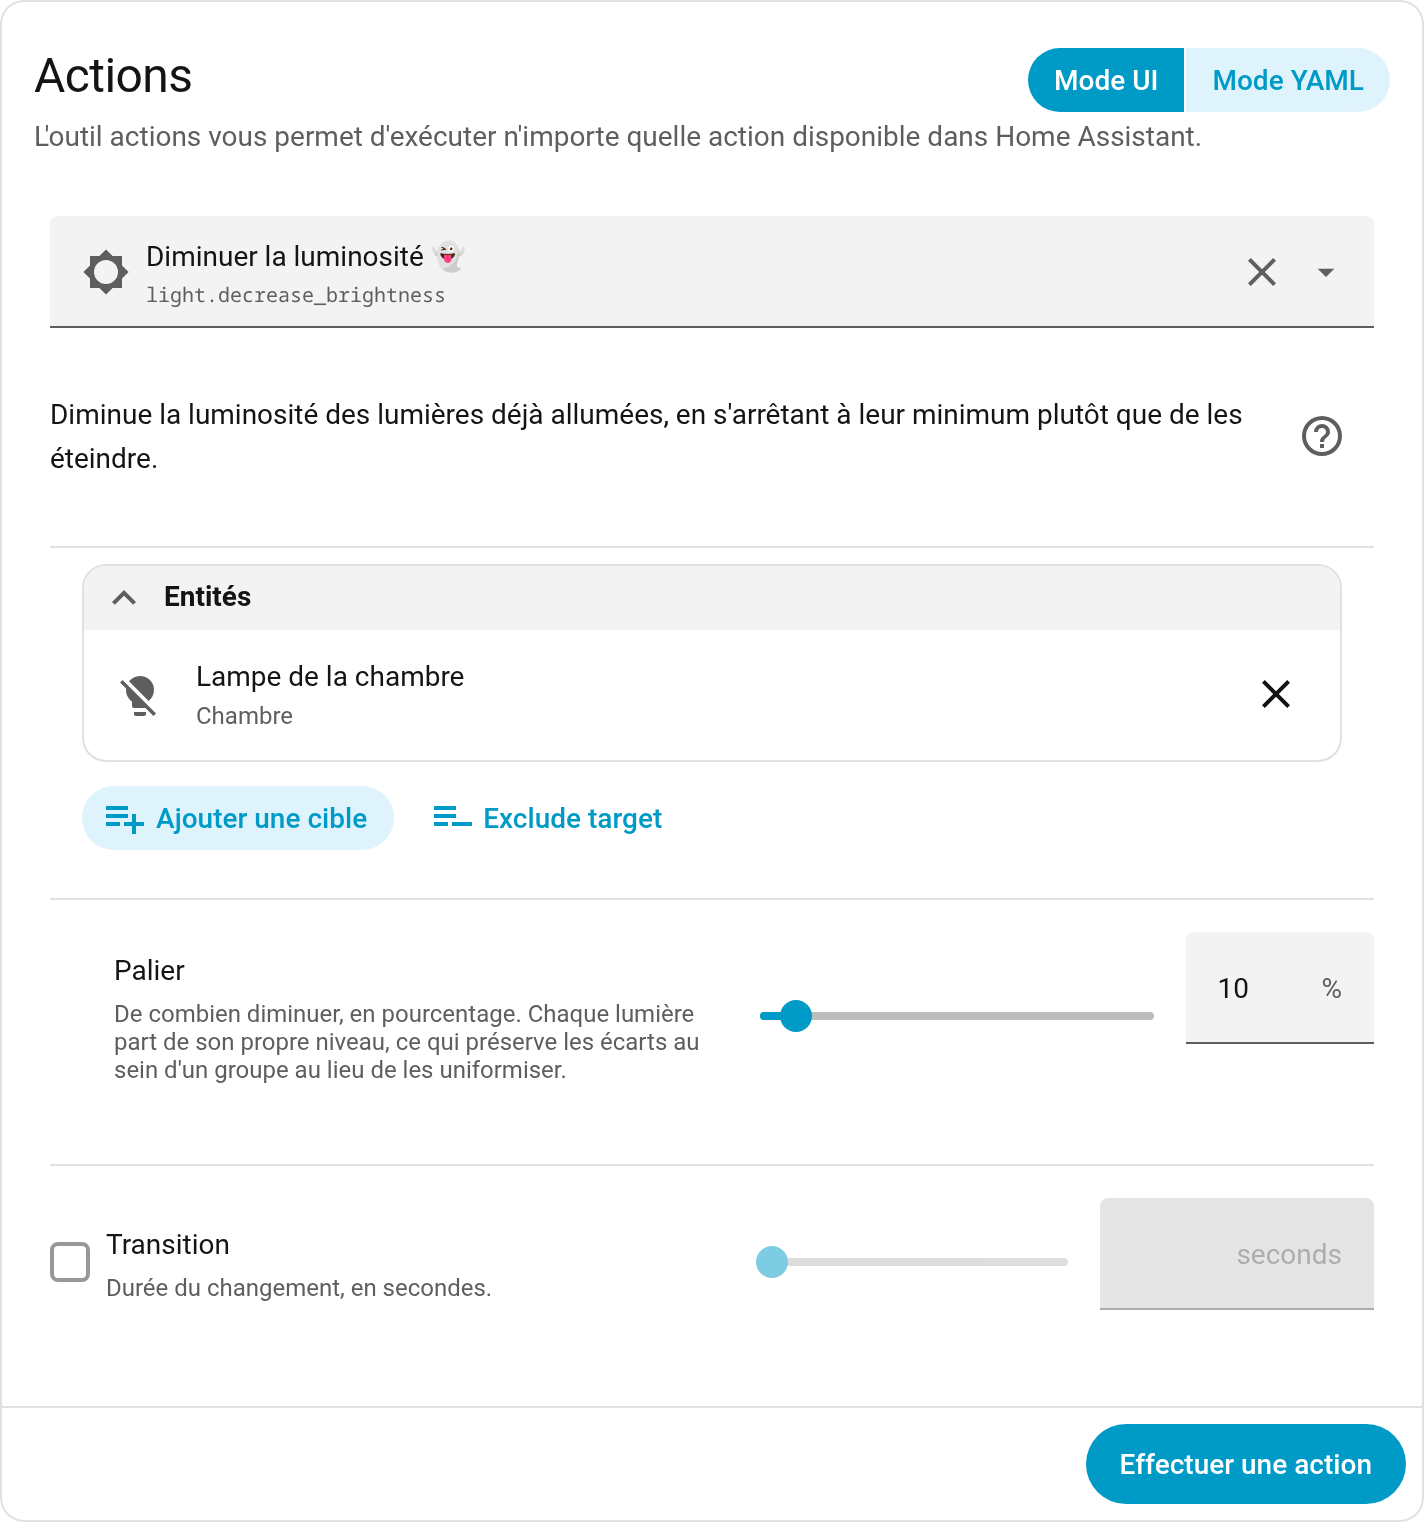 Actions
Mode UI
Mode YAML
L'outil actions vous permet d'exécuter n'importe quelle action disponible dans Home Assistant.
Diminuer la luminosité 👻
light.decrease_brightness
Diminue la luminosité des lumières déjà allumées, en s'arrêtant à leur minimum plutôt que de les
éteindre.
Entités
Lampe de la chambre
Chambre
Ajouter une cible
Exclude target
Palier
De combien diminuer, en pourcentage. Chaque lumière
part de son propre niveau, ce qui préserve les écarts au
sein d'un groupe au lieu de les uniformiser.
10 %
Transition
Durée du changement, en secondes.
seconds
Effectuer une action